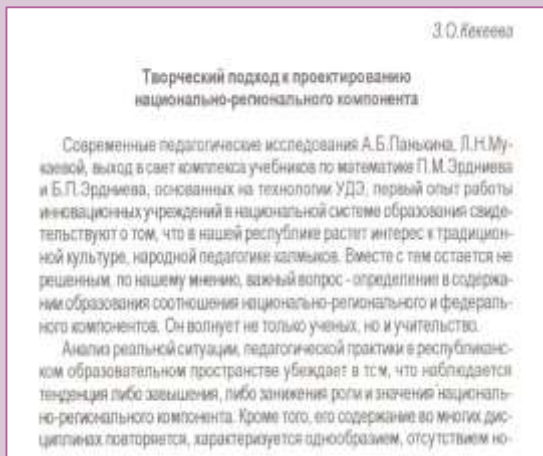 З.О.Кекеева
Творческий подход к проектированию
национально-регионального компонента
Современные педагогические исследования А.Б.Панькина, Л.Н.Му-
каевой, выход в свет комплекса учебников по математике П.М.Эрдниева
и Б.П.Эрдниева, основанных на технологии УДЭ, первый опыт работы
инновационных учреждений в национальной системе образования свиде-
тельствуют о том, что в нашей республике растет интерес к традицион-
ной культуре, народной педагогике калмыков. Вместе с тем остается не
решенным, по нашему мнению, важный вопрос - определение в содержа-
нии образования соотношения национально-регионального и федераль-
ного компонентов. Он волнует не только ученых, но и учительство.
Анализ реальной ситуации, педагогической практики в республиканс-
ком образовательном пространстве убеждает в том, что наблюдается
тенденция либо завышения, либо занижения роли и значения националь-
но-регионального компонента. Кроме того, его содержание во многих дис-
циплинах повторяется, характеризуется однообразием, отсутствием но-